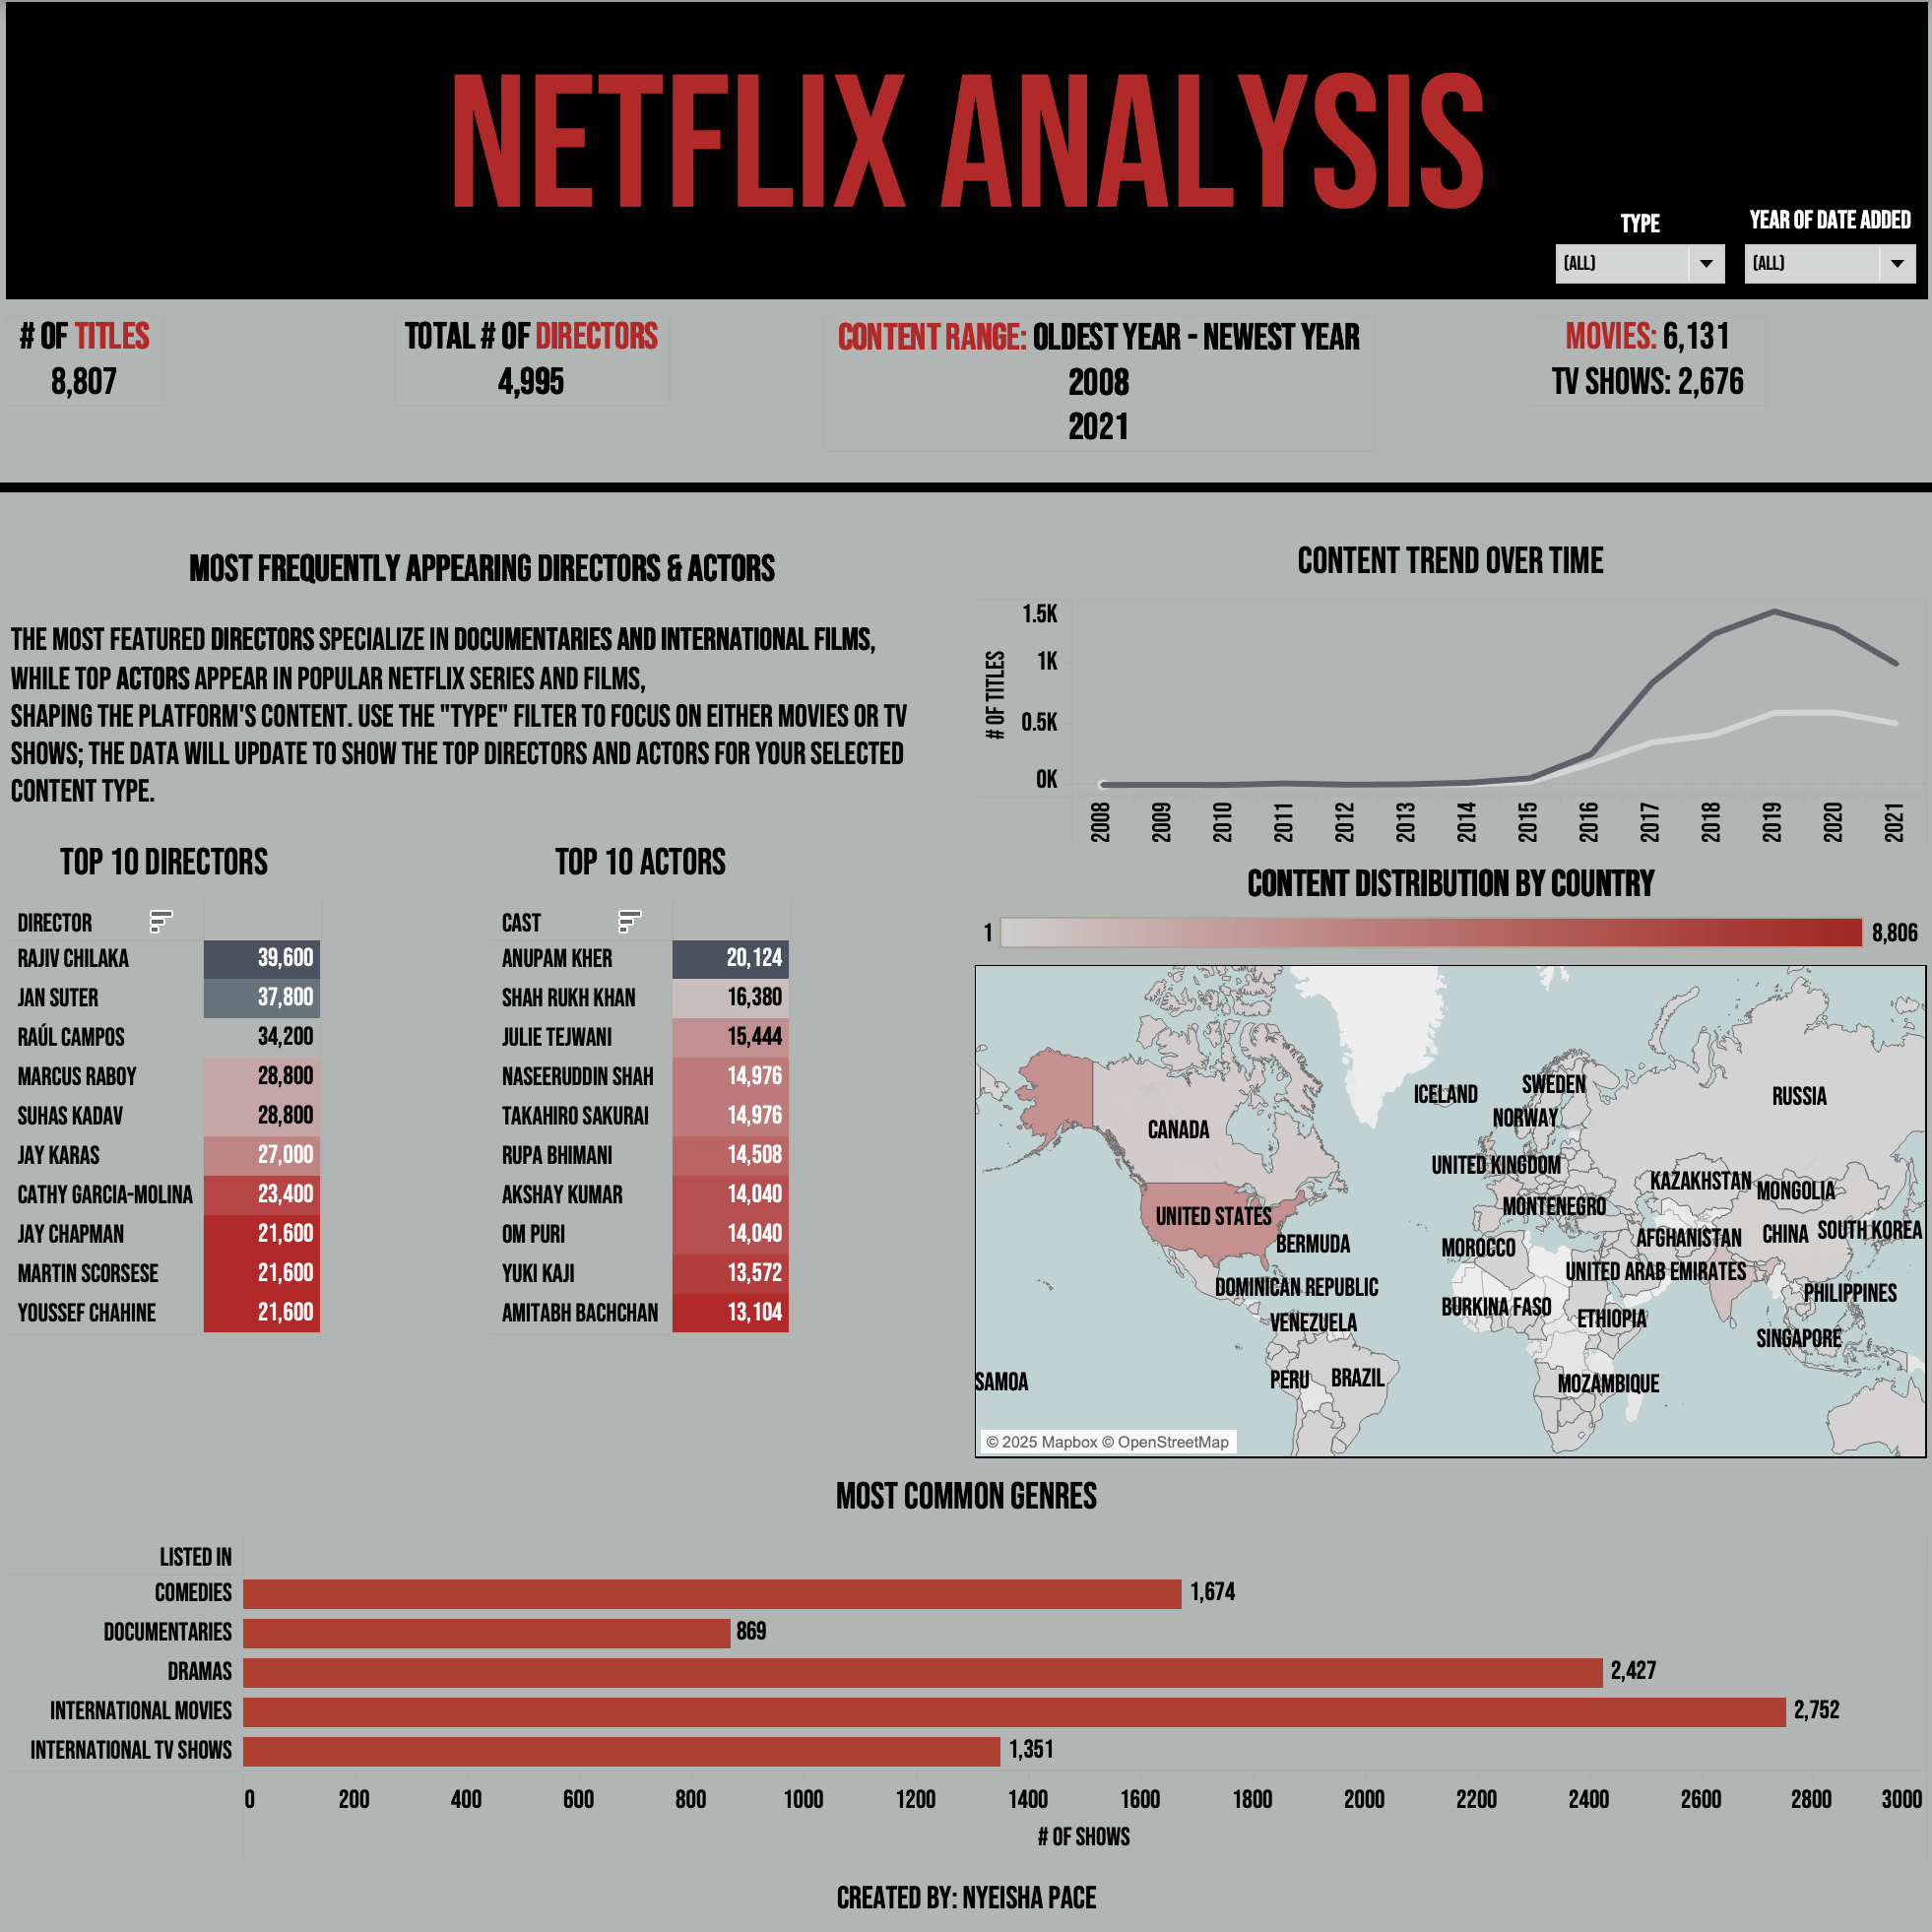 NETFLIX ANALYSIS
TYPE
(ALL)
YEAR OF DATE ADDED
(ALL)
# OF TITLES
8,807
TOTAL # OF DIRECTORS
4,995
CONTENT RANGE: OLDEST YEAR - NEWEST YEAR
2008
2021
MOVIES: 6,131
TV SHOWS: 2,676
MOST FREQUENTLY APPEARING DIRECTORS & ACTORS
THE MOST FEATURED DIRECTORS SPECIALIZE IN DOCUMENTARIES AND INTERNATIONAL FILMS,
WHILE TOP ACTORS APPEAR IN POPULAR NETFLIX SERIES AND FILMS,
SHAPING THE PLATFORM'S CONTENT. USE THE "TYPE" FILTER TO FOCUS ON EITHER MOVIES OR TV
SHOWS; THE DATA WILL UPDATE TO SHOW THE TOP DIRECTORS AND ACTORS FOR YOUR SELECTED
CONTENT TYPE.
TOP 10 DIRECTORS
DIRECTOR
RAJIV CHILAKA 39,600
JAN SUTER 37,800
RAÚL CAMPOS 34,200
MARCUS RABOY 28,800
SUHAS KADAV 28,800
JAY KARAS 27,000
CATHY GARCIA-MOLINA 23,400
JAY CHAPMAN 21,600
MARTIN SCORSESE 21,600
YOUSSEF CHAHINE 21,600
TOP 10 ACTORS
CAST
ANUPAM KHER 20,124
SHAH RUKH KHAN 16,380
JULIE TEJWANI 15,444
NASEERUDDIN SHAH 14,976
TAKAHIRO SAKURAI 14,976
RUPA BHIMANI 14,508
AKSHAY KUMAR 14,040
OM PURI 14,040
YUKI KAJI 13,572
AMITABH BACHCHAN 13,104
CONTENT TREND OVER TIME
# OF TITLES
1.5K
1K
0.5K
0K
2008 2009 2010 2011 2012 2013 2014 2015 2016 2017 2018 2019 2020 2021
CONTENT DISTRIBUTION BY COUNTRY
1 8,806
ICELAND
SWEDEN
NORWAY
RUSSIA
CANADA
UNITED KINGDOM
KAZAKHSTAN
MONGOLIA
UNITED STATES
MONTENEGRO
BERMUDA
MOROCCO
AFGHANISTAN
CHINA
SOUTH KOREA
DOMINICAN REPUBLIC
UNITED ARAB EMIRATES
PHILIPPINES
VENEZUELA
BURKINA FASO
ETHIOPIA
SINGAPORE
SAMOA
PERU
BRAZIL
MOZAMBIQUE
© 2025 Mapbox © OpenStreetMap
MOST COMMON GENRES
LISTED IN
COMEDIES 1,674
DOCUMENTARIES 869
DRAMAS 2,427
INTERNATIONAL MOVIES 2,752
INTERNATIONAL TV SHOWS 1,351
0 200 400 600 800 1000 1200 1400 1600 1800 2000 2200 2400 2600 2800 3000
# OF SHOWS
CREATED BY: NYEISHA PACE